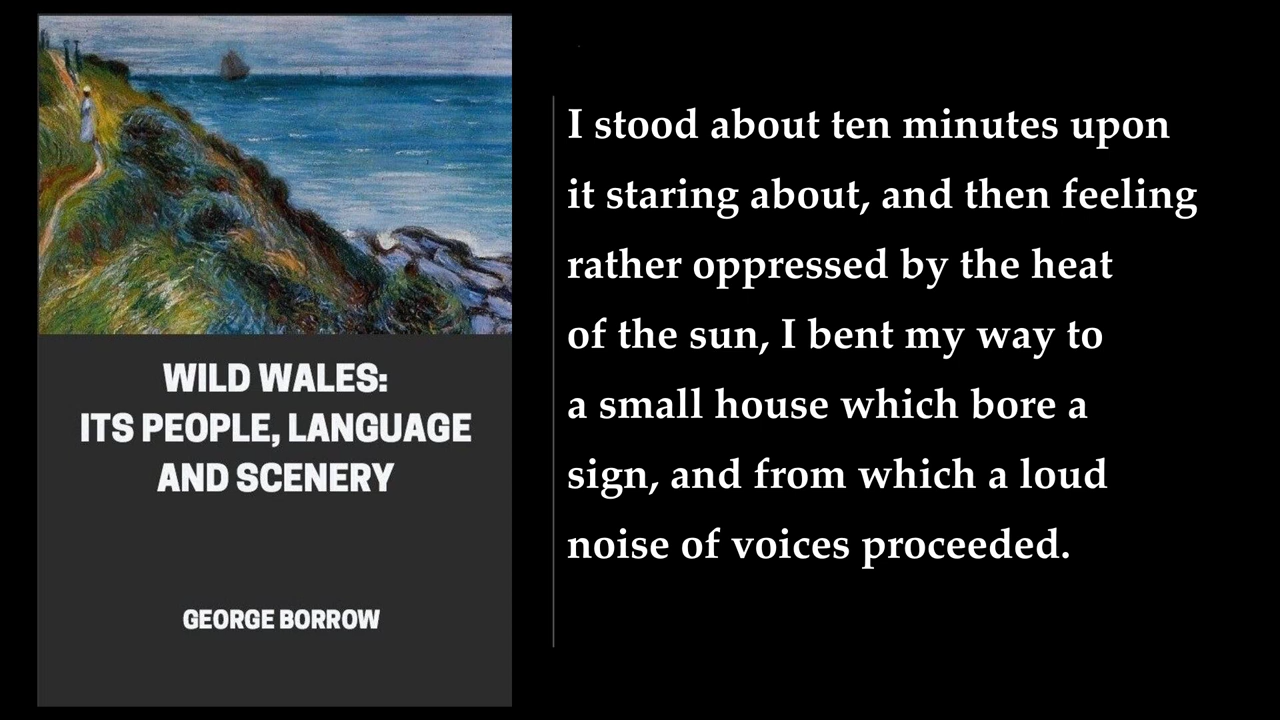 WILD WALES:
ITS PEOPLE, LANGUAGE
AND SCENERY
GEORGE BORROW
I stood about ten minutes upon
it staring about, and then feeling
rather oppressed by the heat
of the sun, I bent my way to
a small house which bore a
sign, and from which a loud
noise of voices proceeded.